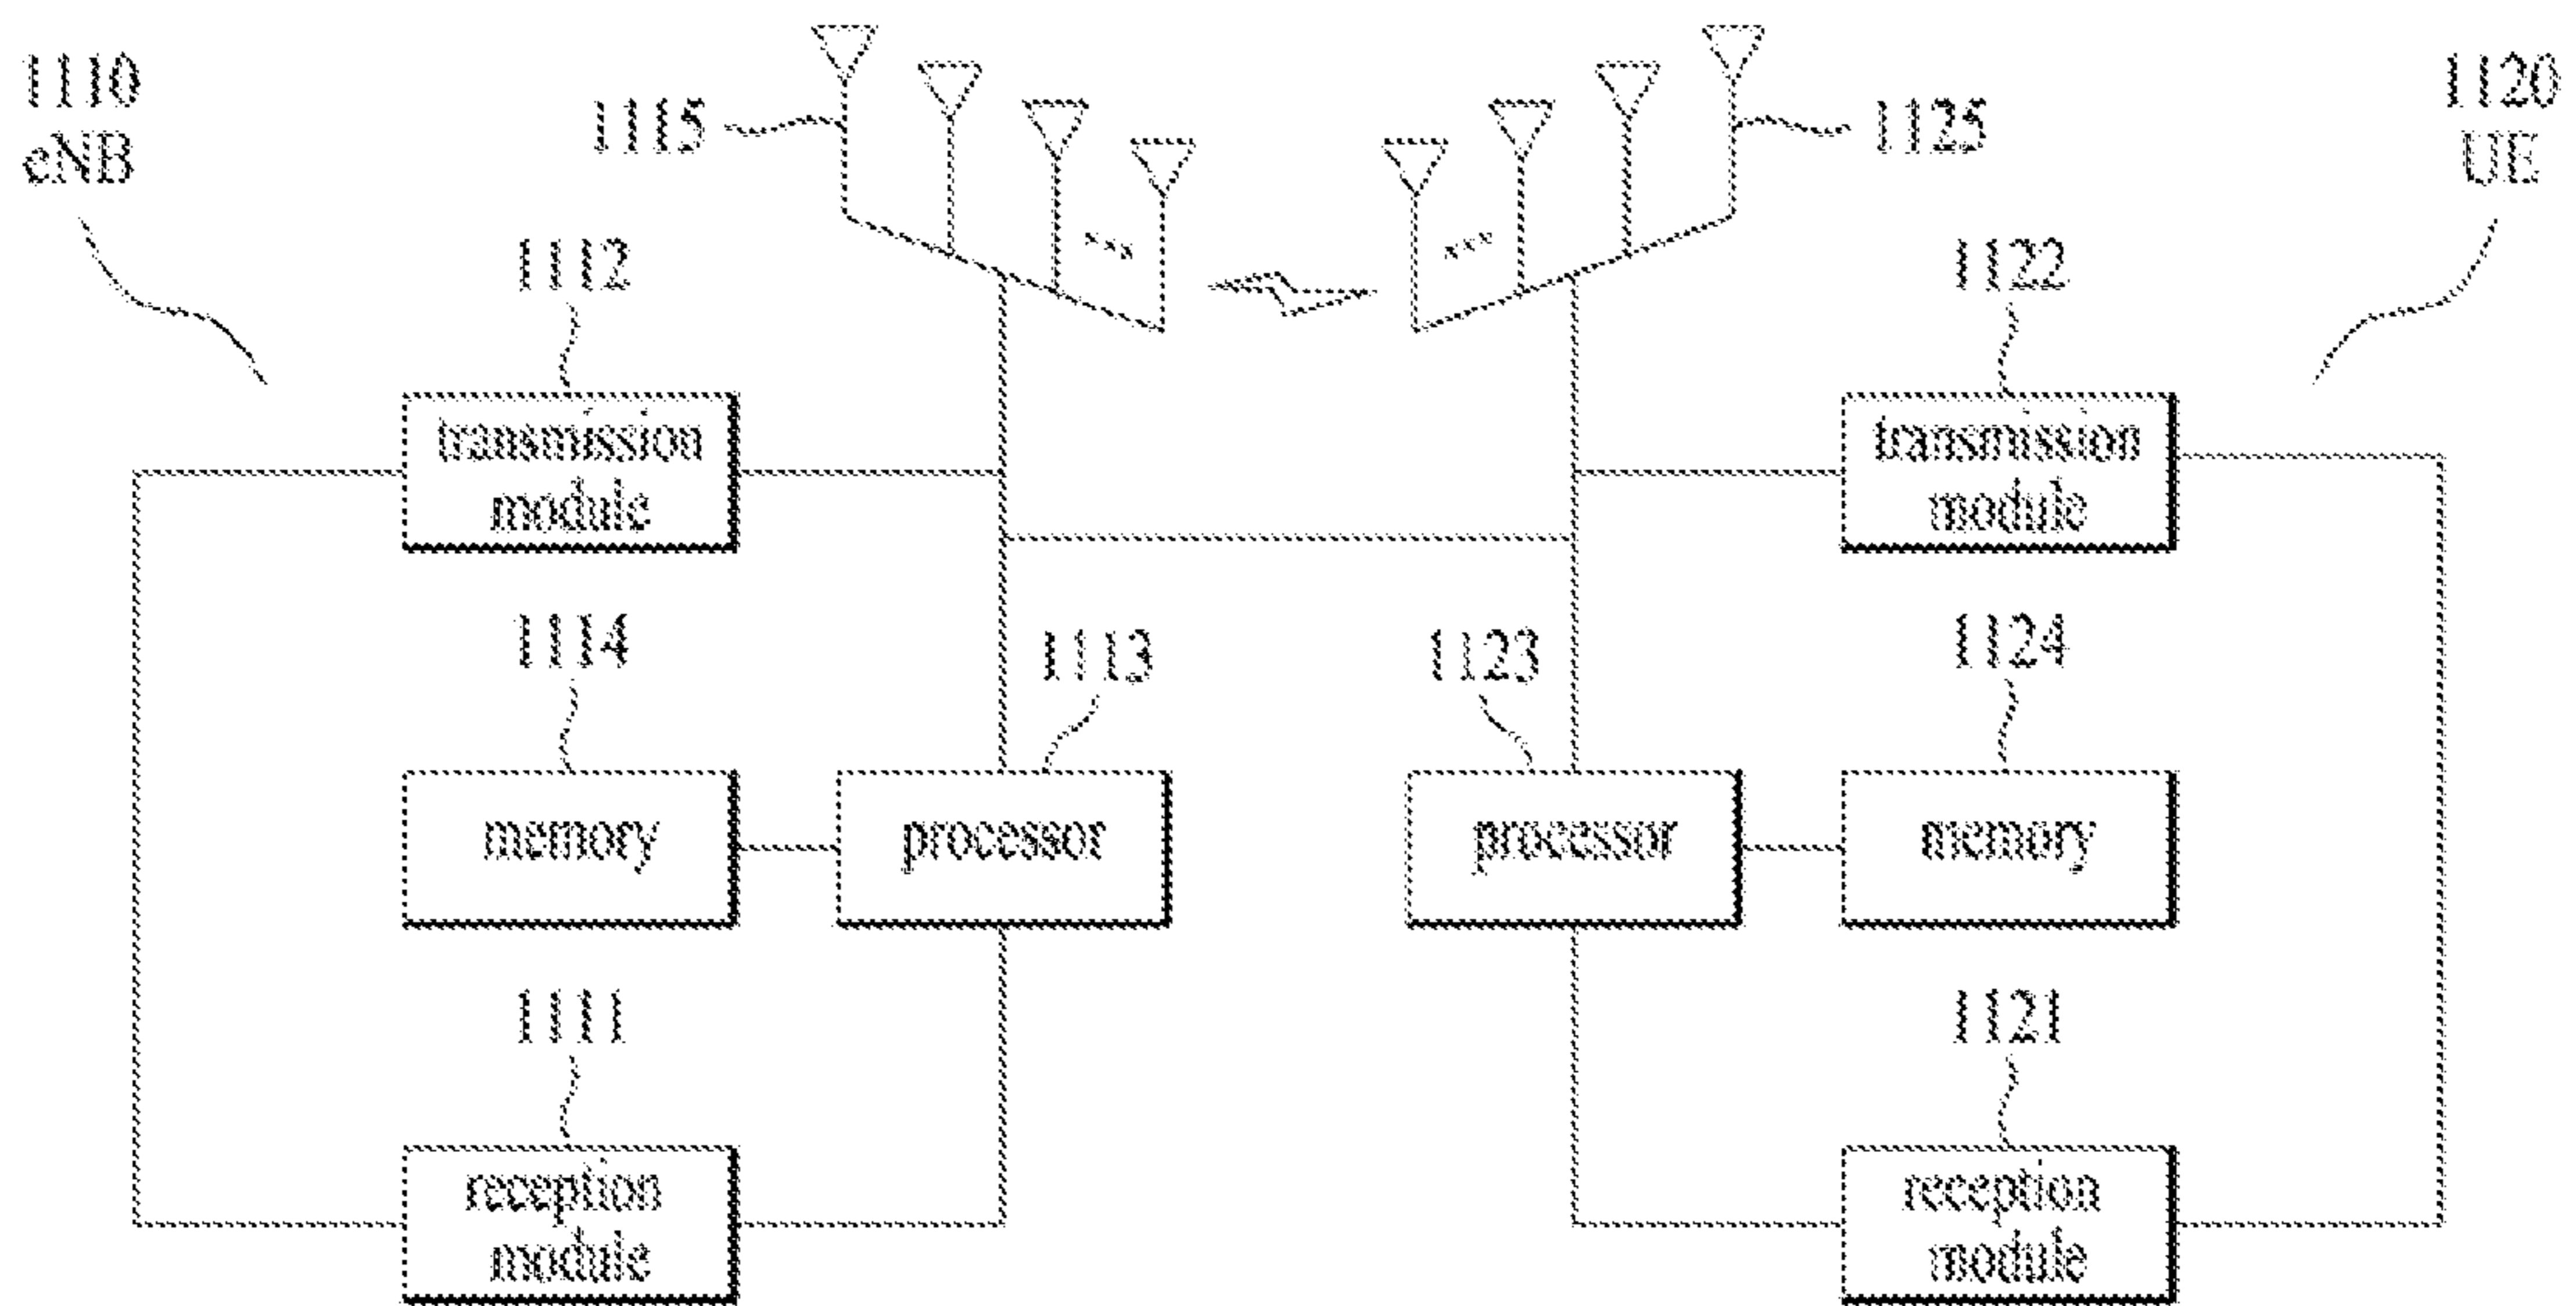 1110
eNB
1115
1125
1120
UE
1112
1122
transmission
module
transmission
module
1114
1113
1123
1124
memory
processor
processor
memory
1111
1121
reception
module
reception
module